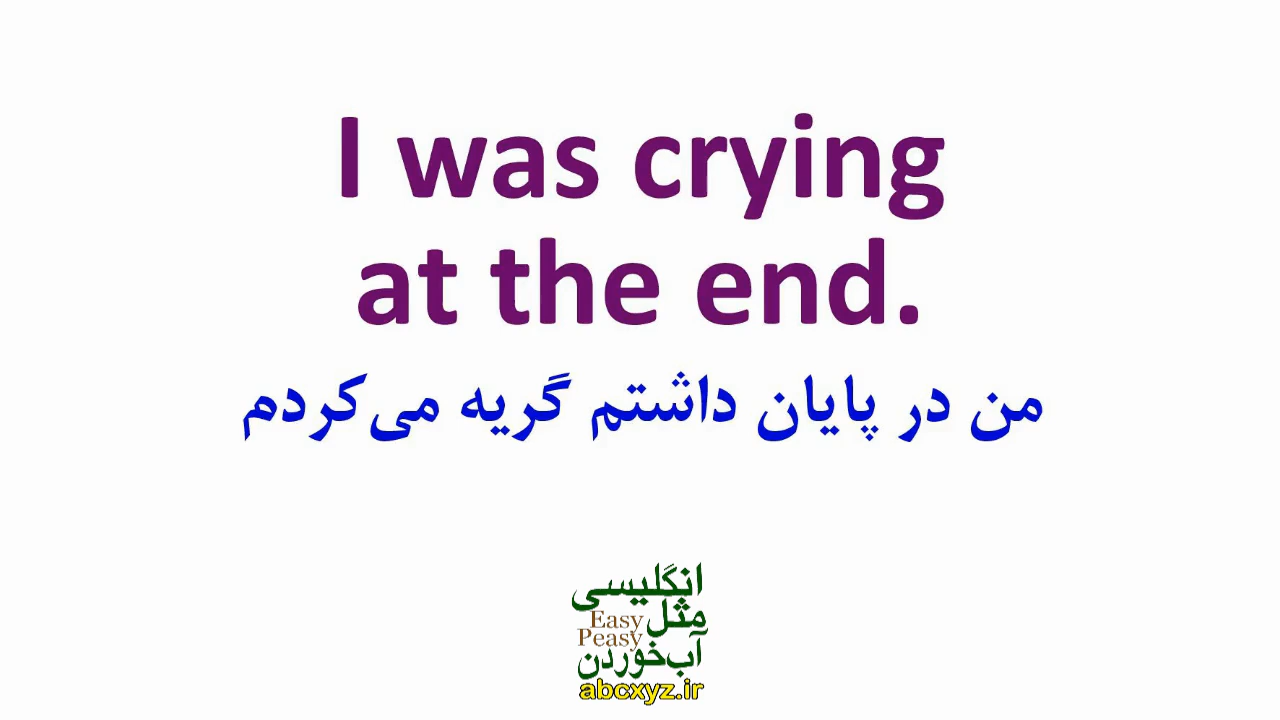 I was crying
at the end.
من در پایان داشتم گریه می‌کردم
انگلیسی
مثل
Easy
Peasy
آب‌خوردن
abcxyz.ir